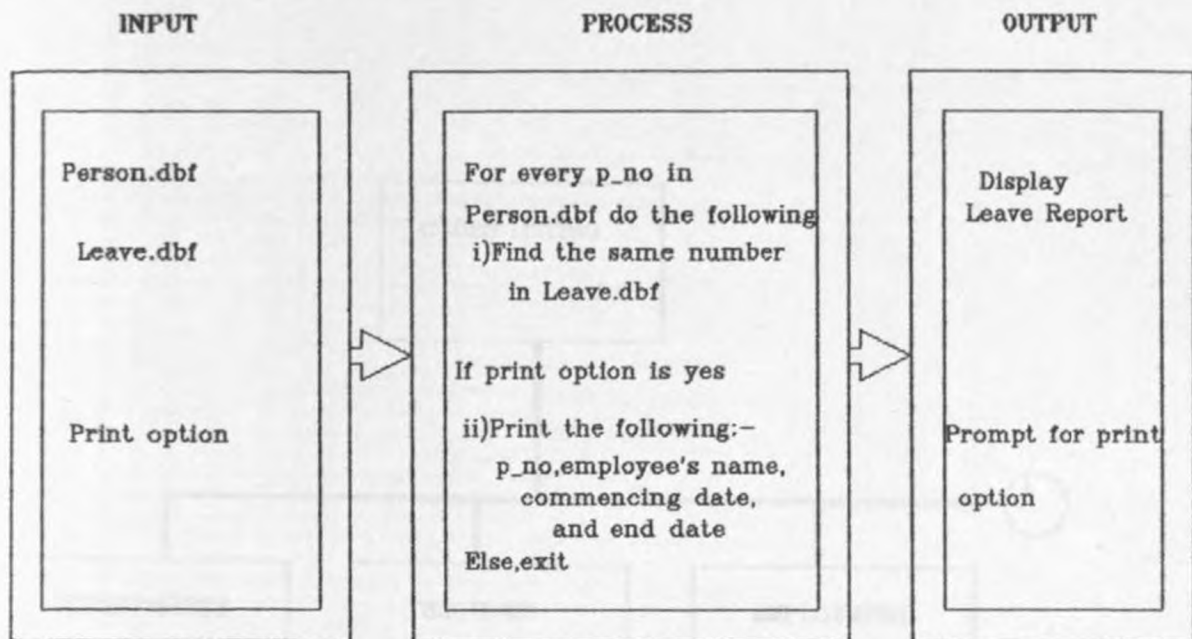 INPUT
PROCESS
OUTPUT
Person.dbf
Leave.dbf
Print option
For every p_no in
Person.dbf do the following
i)Find the same number
in Leave.dbf
If print option is yes
ii)Print the following:-
p_no,employee's name,
commencing date,
and end date
Else,exit
Display
Leave Report
Prompt for print
option